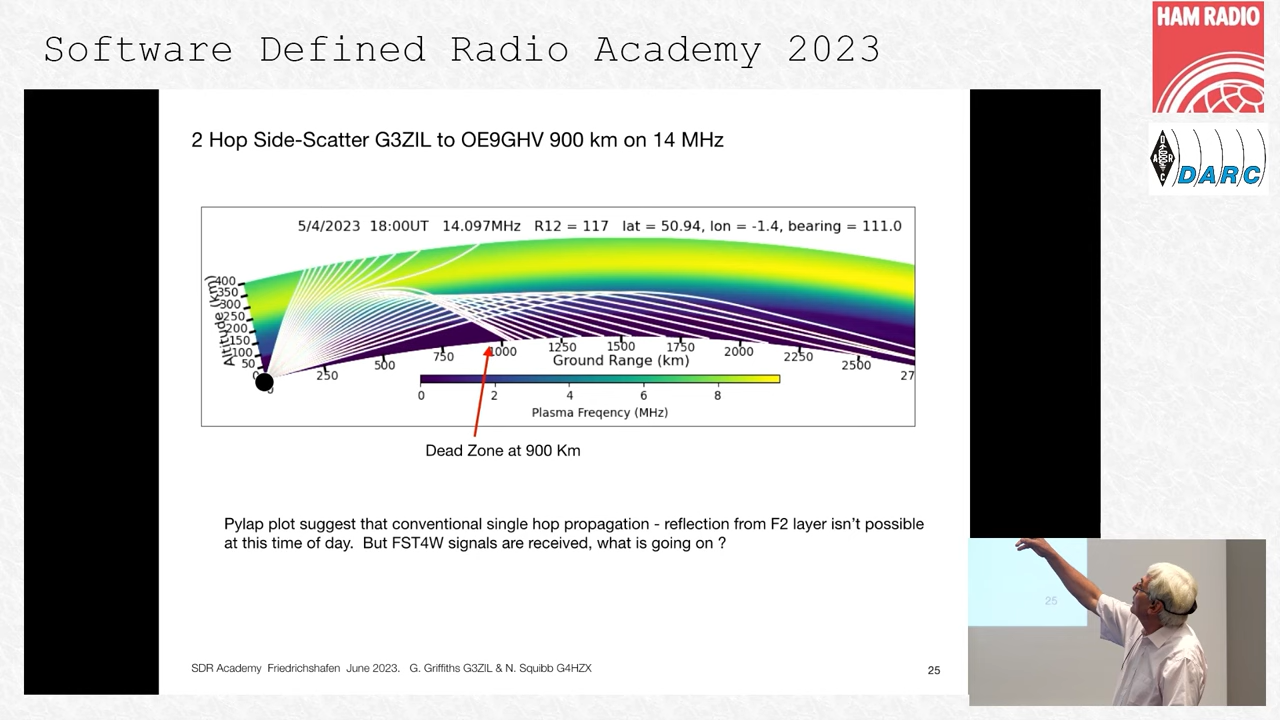 Software Defined Radio Academy 2023
HAM RADIO
DARC
DARC
2 Hop Side-Scatter G3ZIL to OE9GHV 900 km on 14 MHz
5/4/2023 18:00UT 14.097MHz R12 = 117 lat = 50.94, lon = -1.4, bearing = 111.0
Altitude (km)
400
350
300
250
200
150
100
50
0
0
250
500
750
1000
1250
1500
1750
2000
2250
2500
27
Ground Range (km)
0 2 4 6 8
Plasma Freqency (MHz)
Dead Zone at 900 Km
Pylap plot suggest that conventional single hop propagation - reflection from F2 layer isn't possible
at this time of day. But FST4W signals are received, what is going on ?
25
SDR Academy Friedrichshafen June 2023. G. Griffiths G3ZIL & N. Squibb G4HZX
25